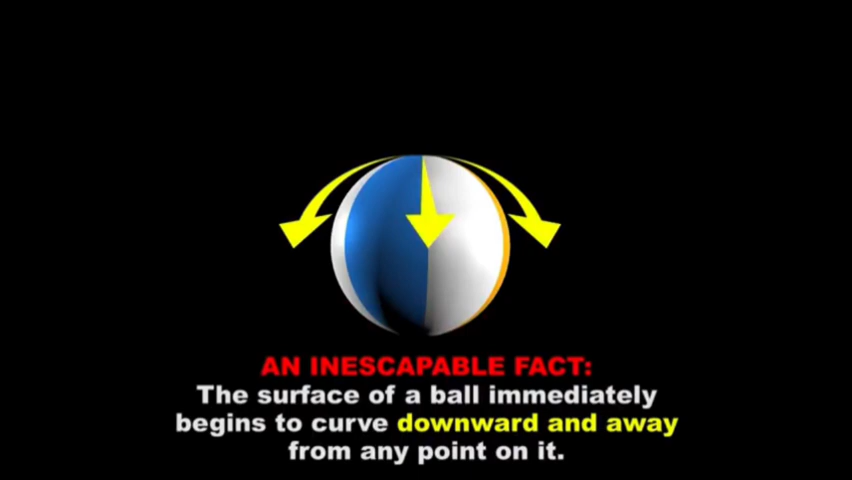 AN INESCAPABLE FACT:
The surface of a ball immediately
begins to curve downward and away
from any point on it.